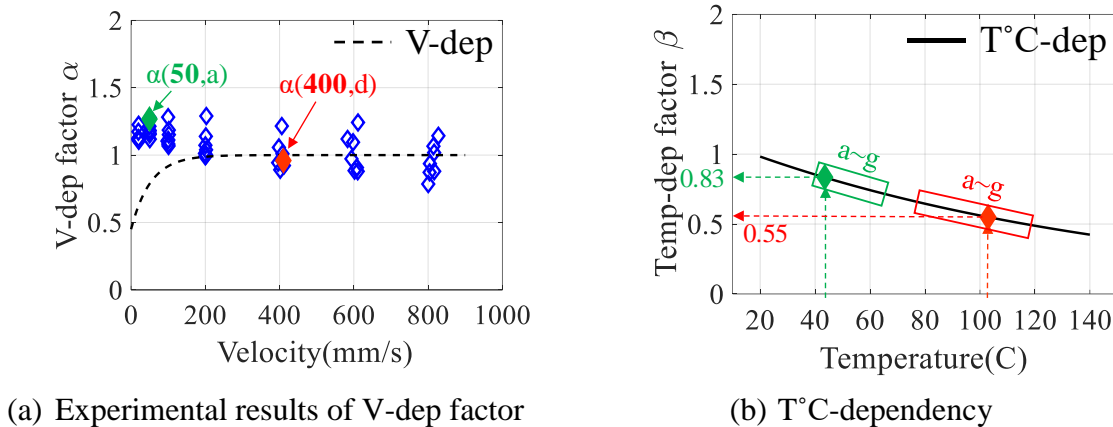 2
1.5
1
0.5
0
V-dep factor α
V-dep
α(50,a)
α(400,d)
0 200 400 600 800 1000
Velocity(mm/s)
(a) Experimental results of V-dep factor
2
1.5
1
0.5
0
Temp-dep factor β
T°C-dep
a~g
a~g
0.83
0.55
20 40 60 80 100 120 140
Temperature(C)
(b) T°C-dependency